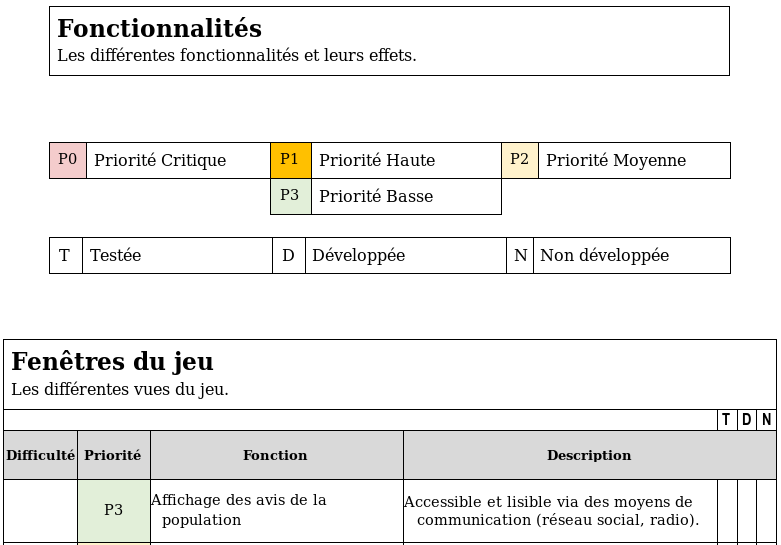 Fonctionnalités
Les différentes fonctionnalités et leurs effets.
P0 Priorité Critique P1 Priorité Haute P2 Priorité Moyenne
P3 Priorité Basse
T Testée D Développée N Non développée
Fenêtres du jeu
Les différentes vues du jeu.
T D N
Difficulté Priorité Fonction Description
P3
Affichage des avis de la
population
Accessible et lisible via des moyens de
communication (réseau social, radio).